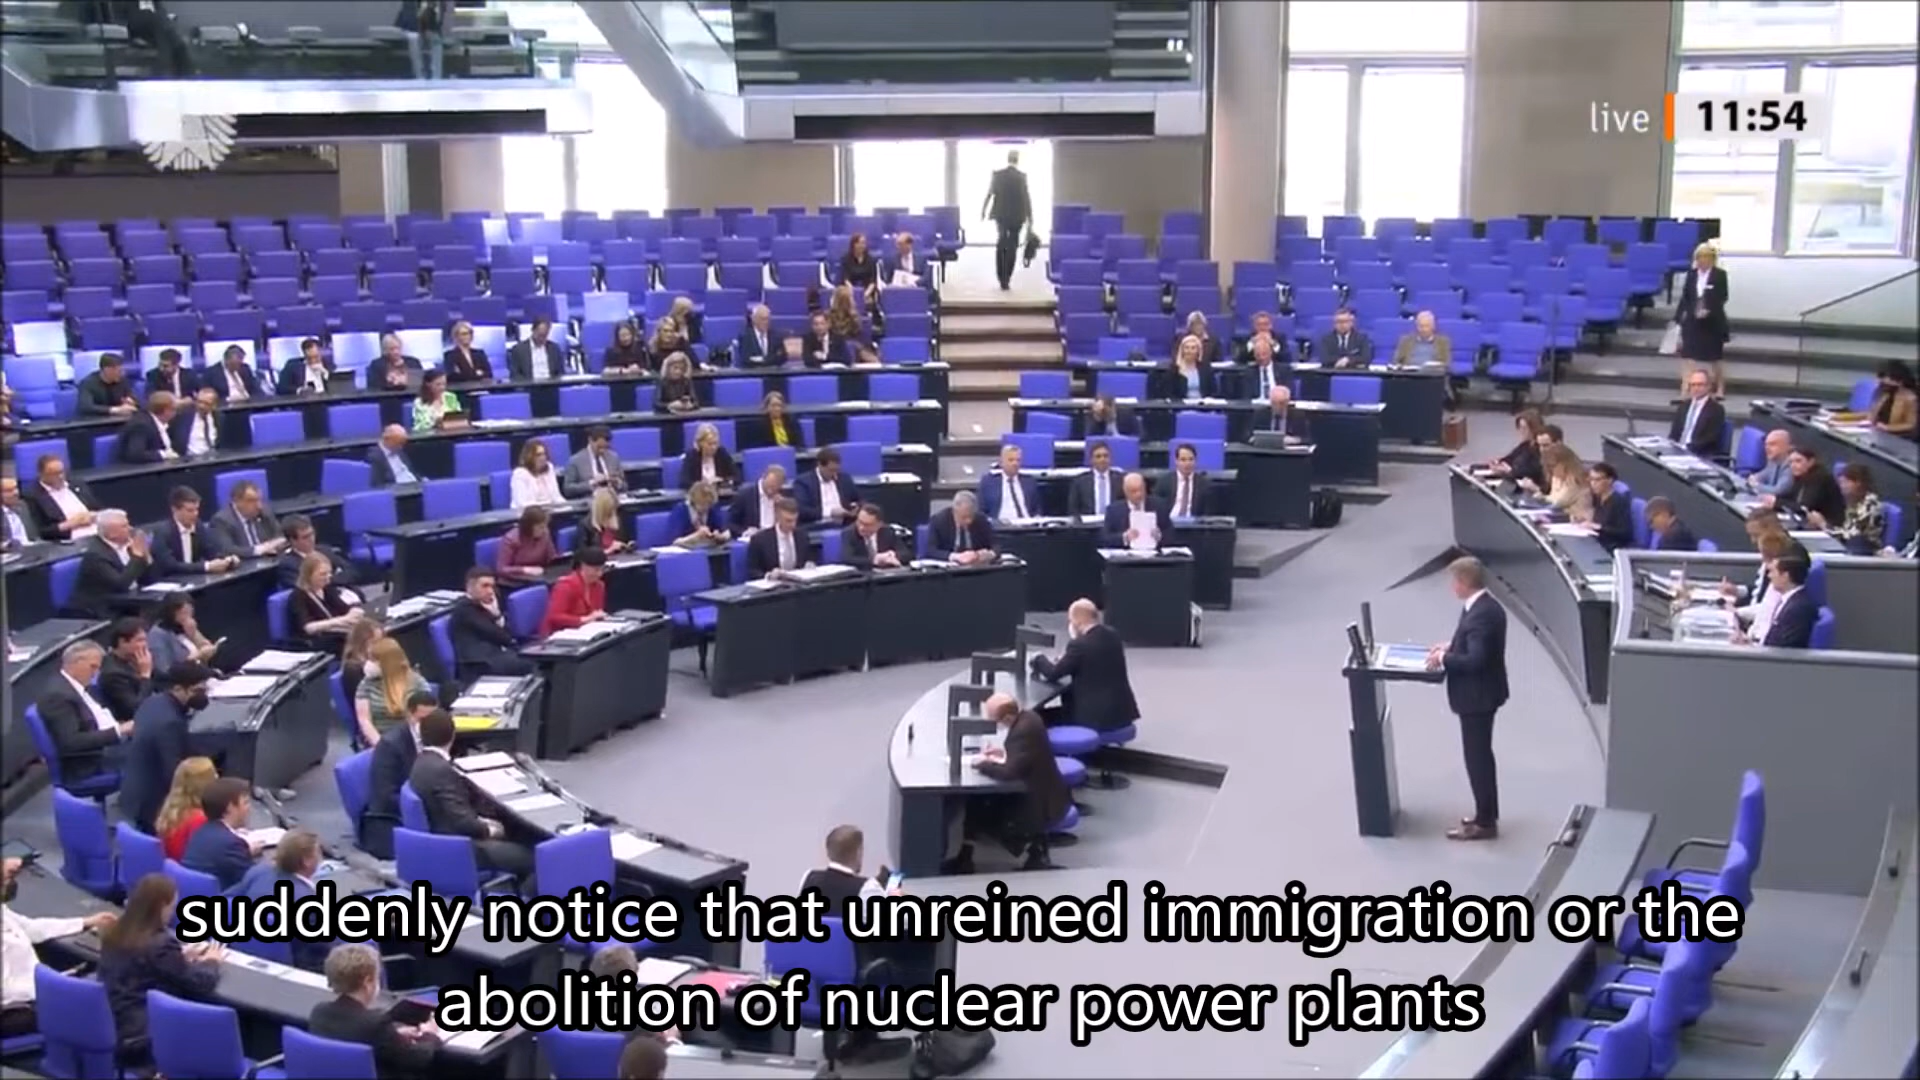 live 11:54
suddenly notice that unreined immigration or the
abolition of nuclear power plants